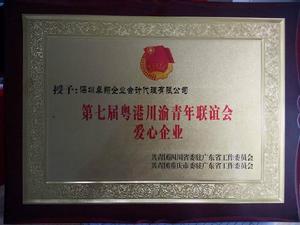 授予:深圳卓翔企业会计代理有限公司
第七届粤港川渝青年联谊会
爱心企业
共青团四川省委驻广东省工作委员会
共青团重庆市委驻广东省工作委员会